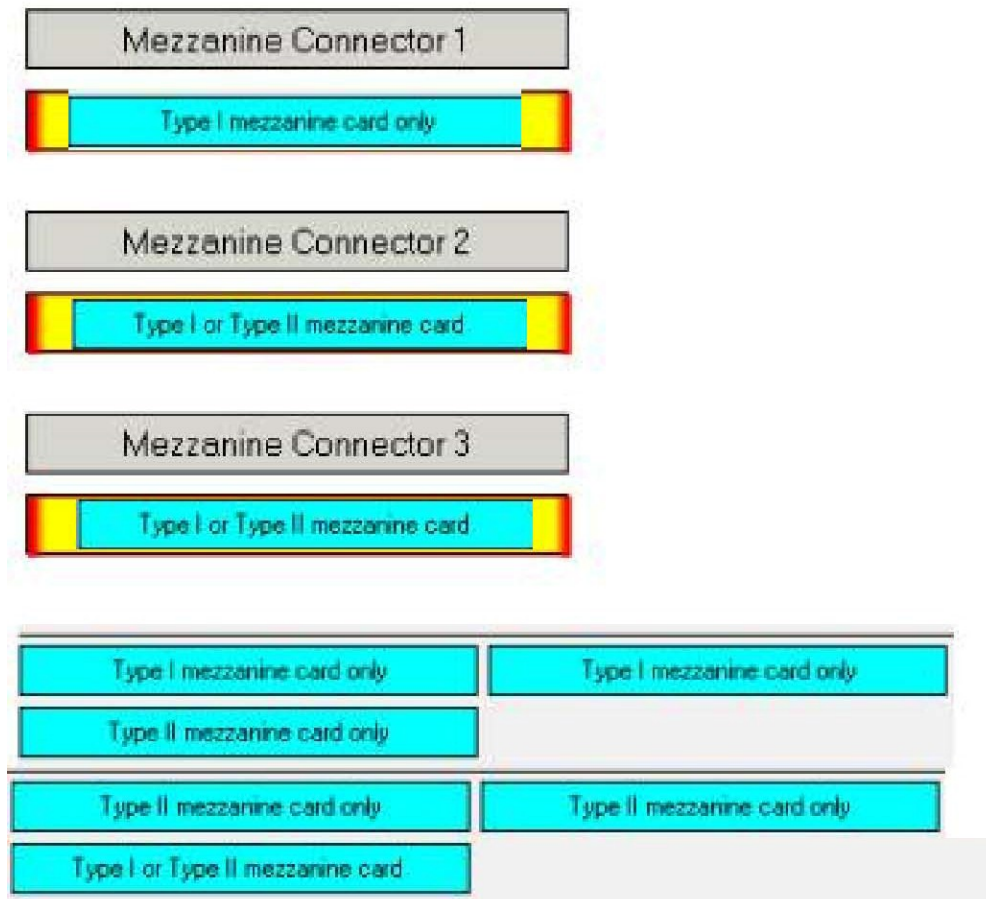 Mezzanine Connector 1
Type I mezzanine card only
Mezzanine Connector 2
Type I or Type II mezzanine card
Mezzanine Connector 3
Type I or Type II mezzanine card
Type I mezzanine card only
Type I mezzanine card only
Type II mezzanine card only
Type II mezzanine card only
Type II mezzanine card only
Type I or Type II mezzanine card